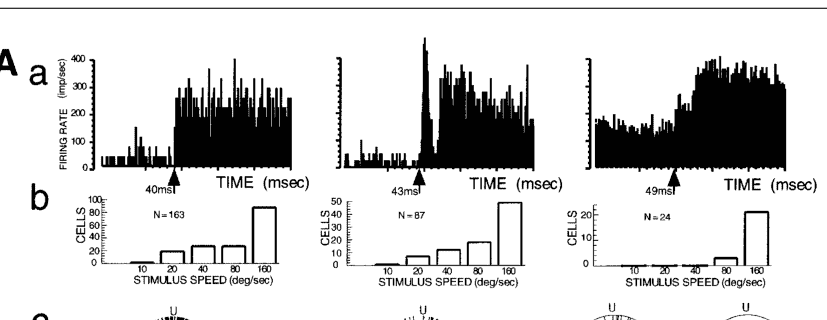 A
a
FIRING RATE (imp/sec)
400
300
200
100
0
40ms
TIME (msec)
43ms
TIME (msec)
49ms
TIME (msec)
b
CELLS
100
80
60
40
20
0
N=163
10 20 40 80 160
STIMULUS SPEED (deg/sec)
CELLS
50
40
30
20
10
0
N=87
10 20 40 80 160
STIMULUS SPEED (deg/sec)
CELLS
20
10
0
N=24
10 20 40 80 160
STIMULUS SPEED (deg/sec)
U
U
U
U